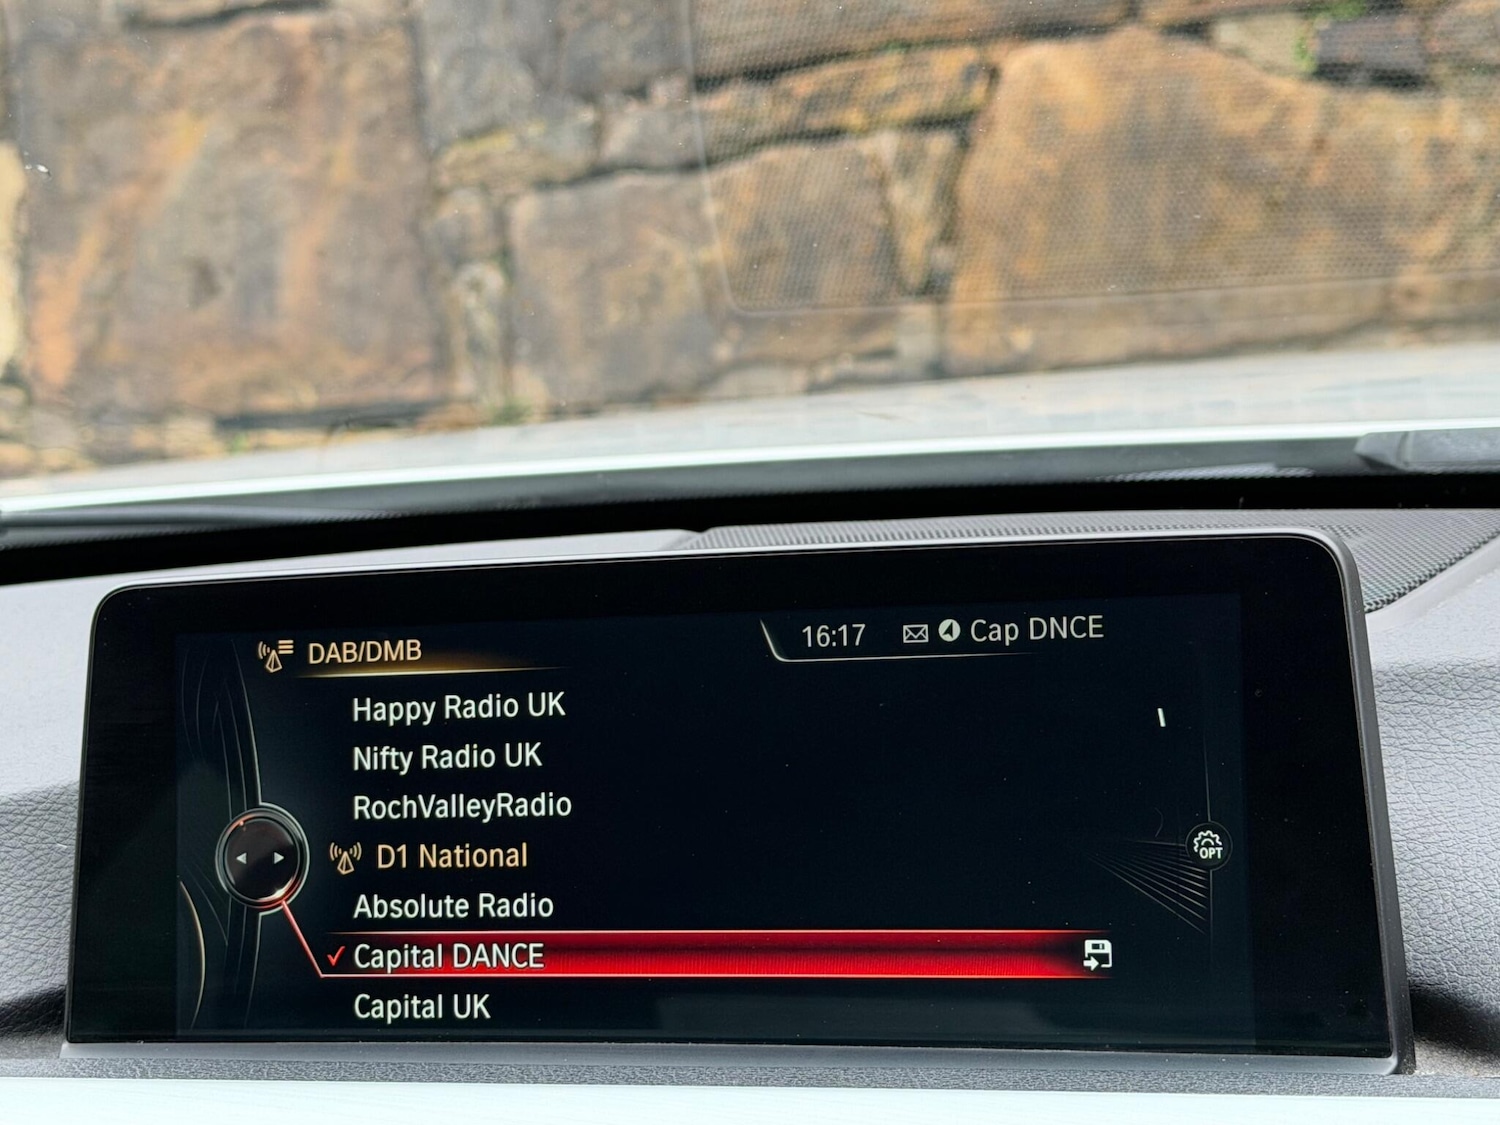 DAB/DMB
16:17 Cap DNCE
Happy Radio UK
Nifty Radio UK
RochValleyRadio
D1 National
OPT
Absolute Radio
Capital DANCE
Capital UK